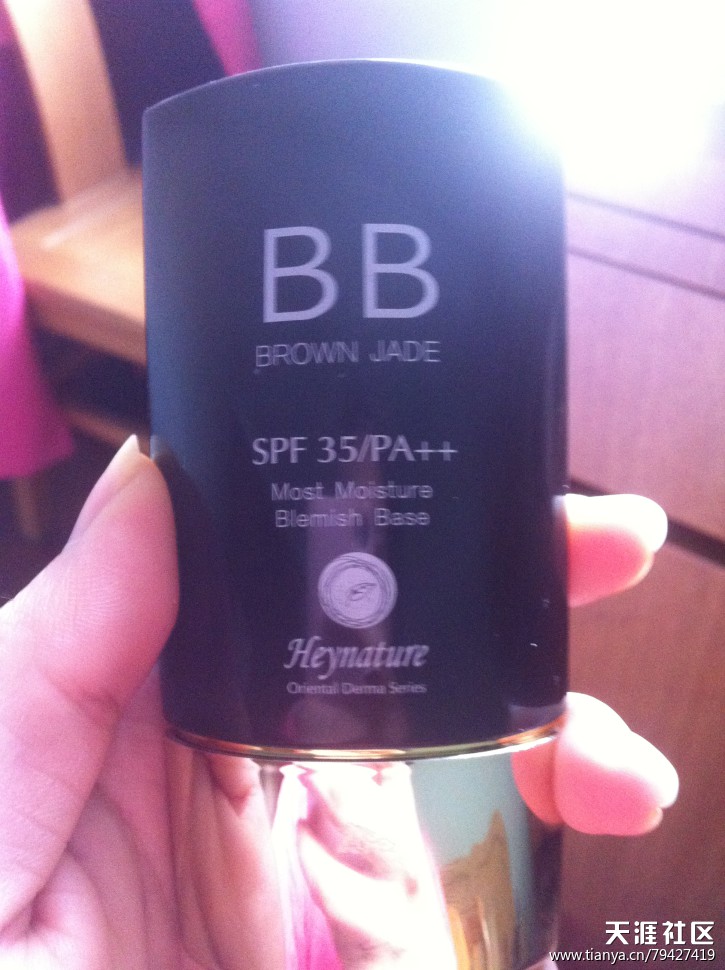 BB
BROWN JADE
SPF 35/PA++
Most Moisture
Blemish Base
Heynature
Oriental Derma Series
天涯社区
www.tianya.cn/79427419